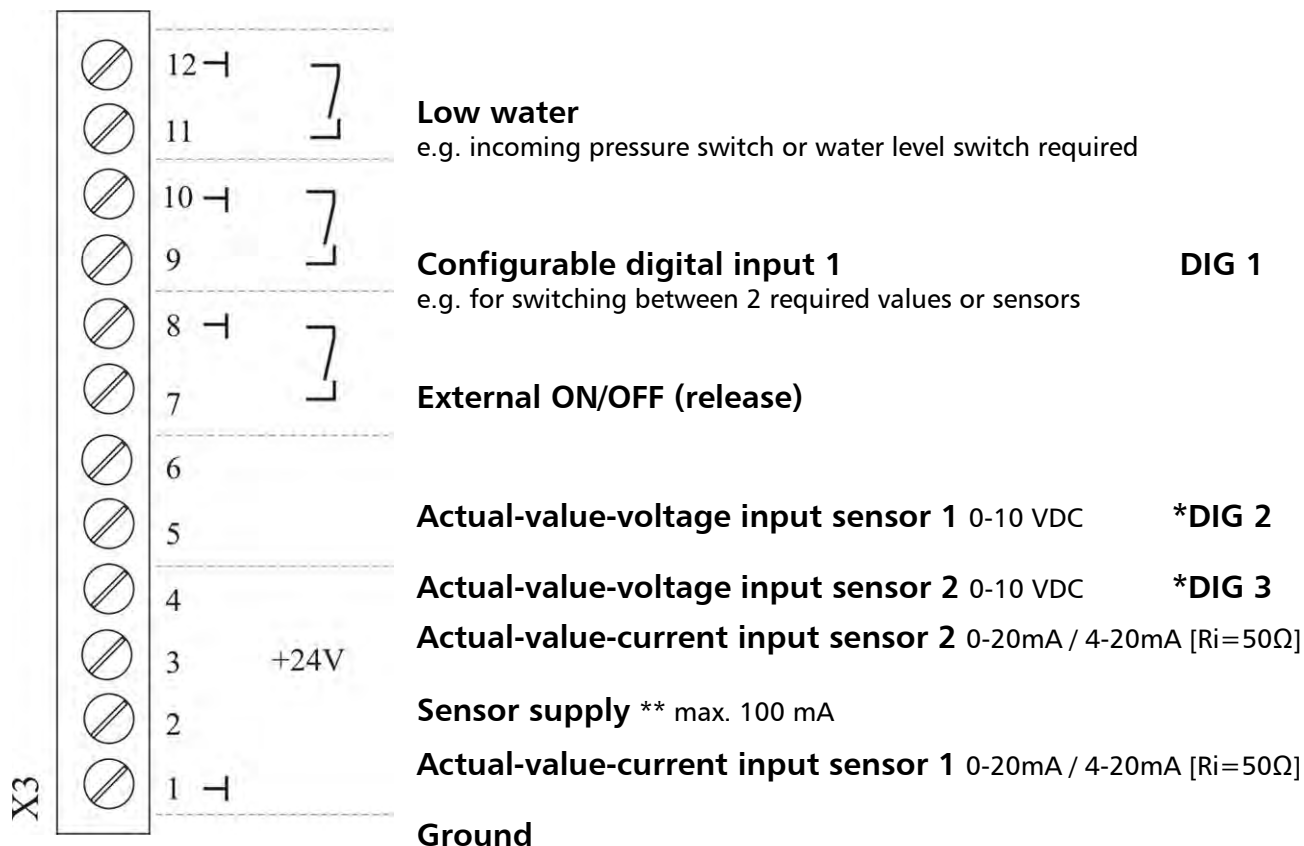 12
11
Low water
e.g. incoming pressure switch or water level switch required
10
9
Configurable digital input 1 DIG 1
e.g. for switching between 2 required values or sensors
8
7
External ON/OFF (release)
6
5
Actual-value-voltage input sensor 1 0-10 VDC *DIG 2
4
Actual-value-voltage input sensor 2 0-10 VDC *DIG 3
Actual-value-current input sensor 2 0-20mA / 4-20mA [Ri=50Ω]
3 +24V
Sensor supply ** max. 100 mA
2
Actual-value-current input sensor 1 0-20mA / 4-20mA [Ri=50Ω]
1
X3
Ground